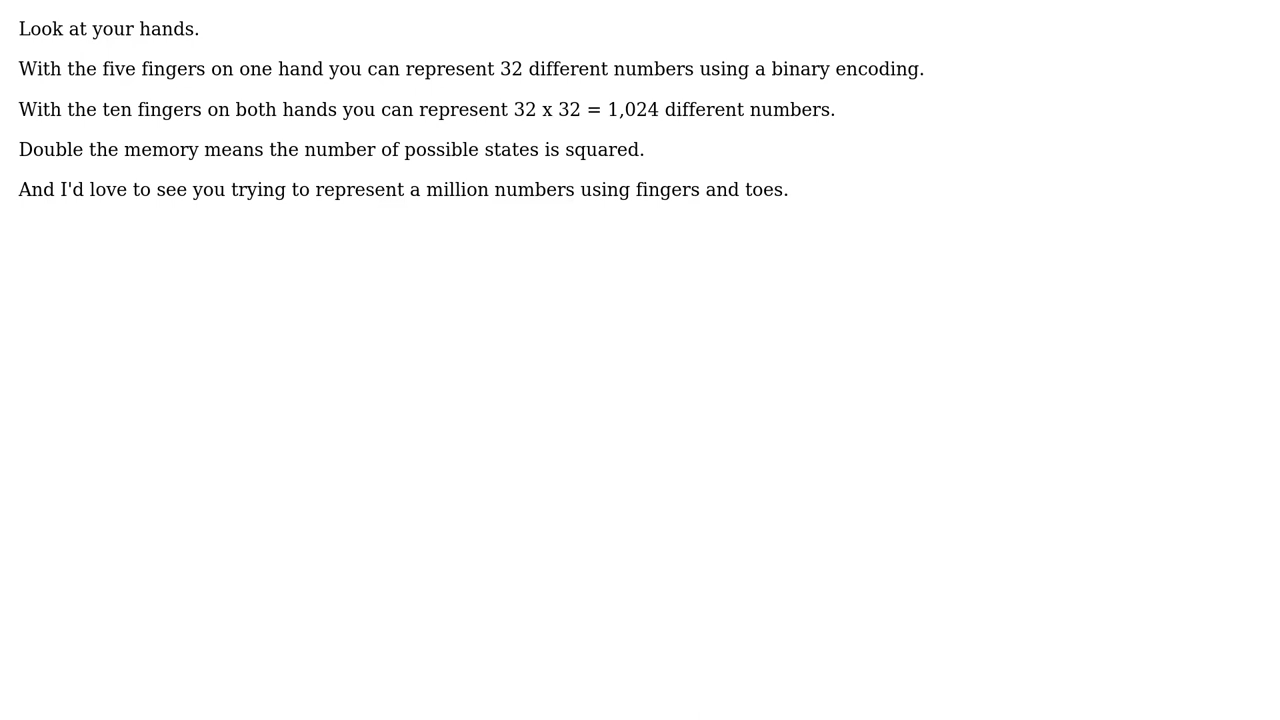 Look at your hands.
With the five fingers on one hand you can represent 32 different numbers using a binary encoding.
With the ten fingers on both hands you can represent 32 x 32 = 1,024 different numbers.
Double the memory means the number of possible states is squared.
And I'd love to see you trying to represent a million numbers using fingers and toes.